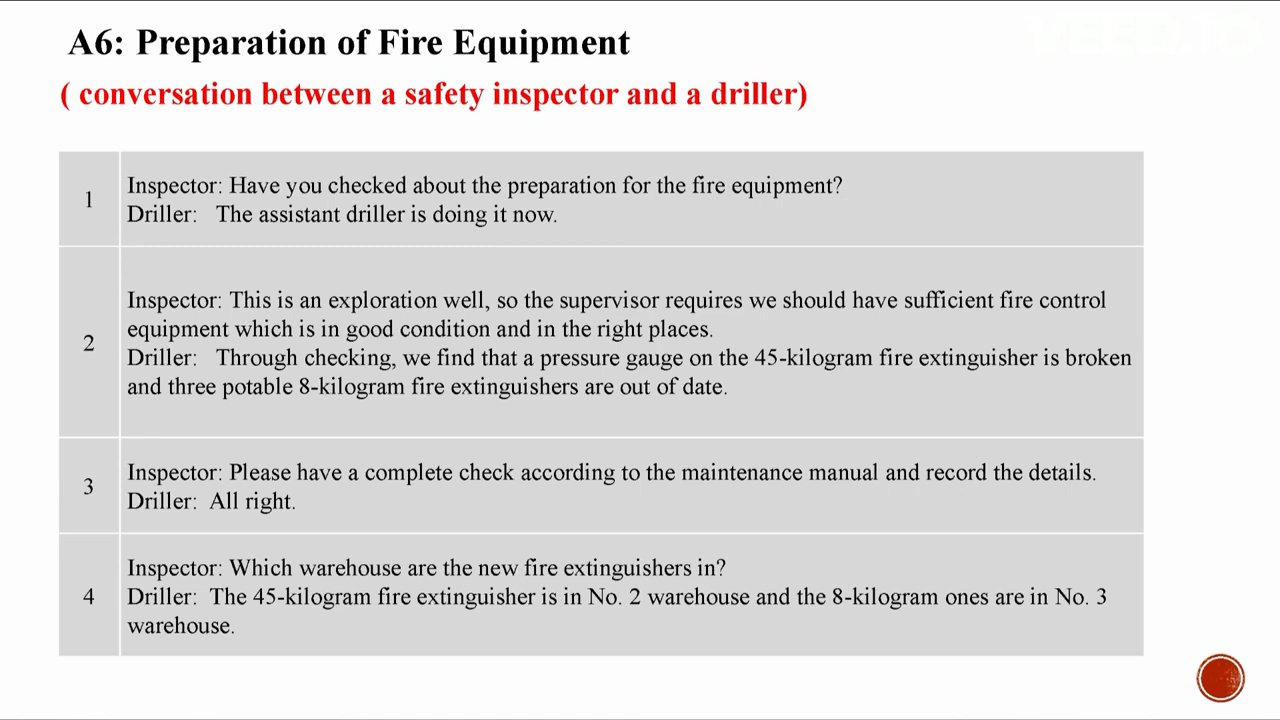 A6: Preparation of Fire Equipment
VEED.IO
( conversation between a safety inspector and a driller)
1
Inspector: Have you checked about the preparation for the fire equipment?
Driller: The assistant driller is doing it now.
2
Inspector: This is an exploration well, so the supervisor requires we should have sufficient fire control
equipment which is in good condition and in the right places.
Driller: Through checking, we find that a pressure gauge on the 45-kilogram fire extinguisher is broken
and three potable 8-kilogram fire extinguishers are out of date.
3
Inspector: Please have a complete check according to the maintenance manual and record the details.
Driller: All right.
4
Inspector: Which warehouse are the new fire extinguishers in?
Driller: The 45-kilogram fire extinguisher is in No. 2 warehouse and the 8-kilogram ones are in No. 3
warehouse.